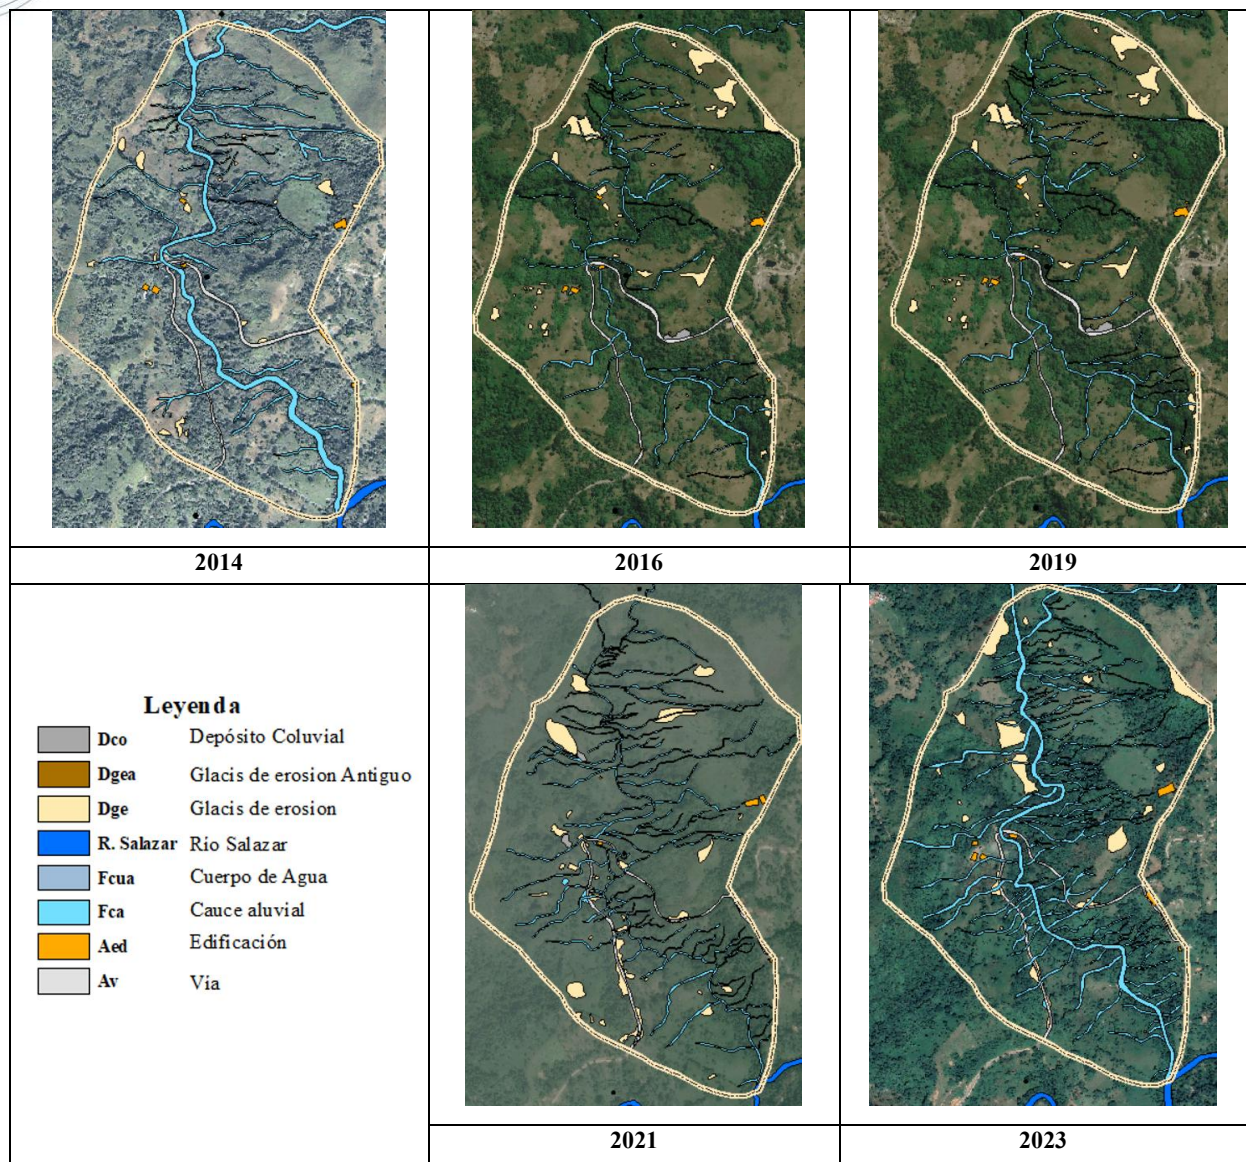 2014
2016
2019
Leyenda
Dco Depósito Coluvial
Dgea Glacis de erosion Antiguo
Dge Glacis de erosion
R. Salazar Río Salazar
Fcua Cuerpo de Agua
Fca Cauce aluvial
Aed Edificación
Av Vía
2021
2023